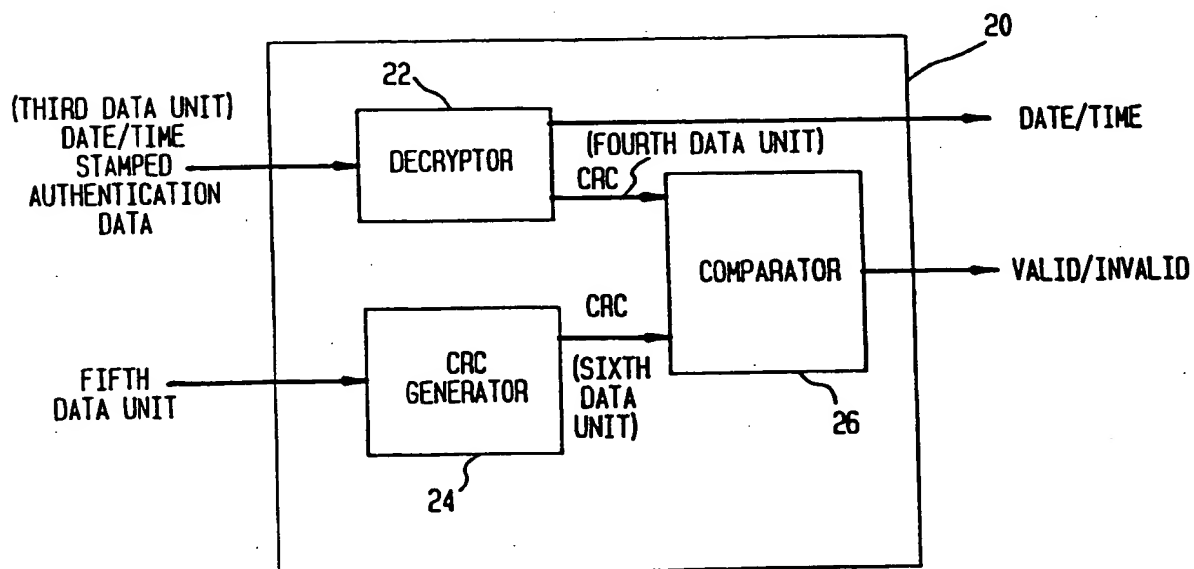 20
22
(THIRD DATA UNIT)
DATE/TIME
STAMPED
AUTHENTICATION
DATA
DECRYPTOR
DATE/TIME
(FOURTH DATA UNIT)
CRC
COMPARATOR
VALID/INVALID
CRC
FIFTH
DATA UNIT
CRC
GENERATOR
(SIXTH
DATA
UNIT)
26
24